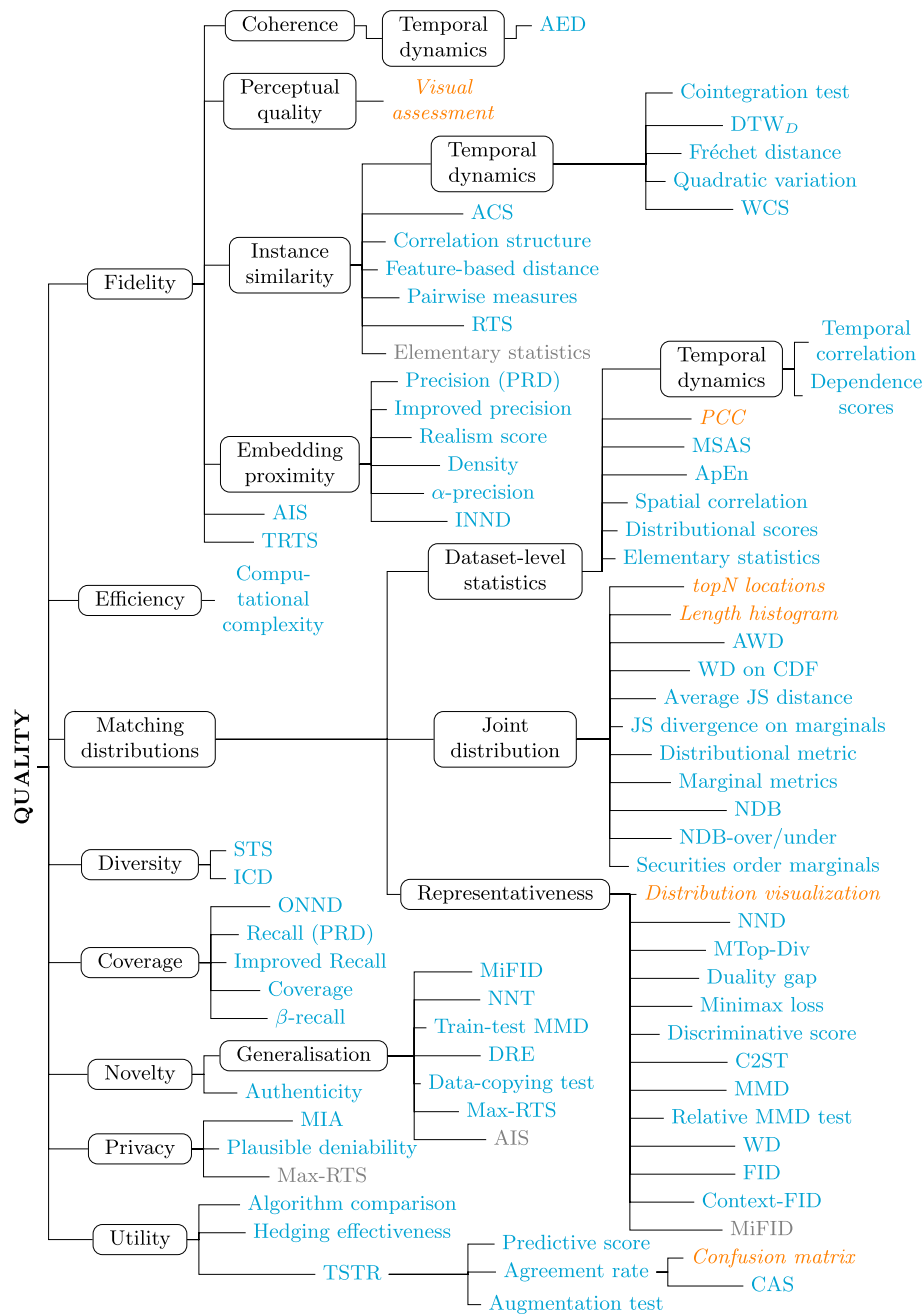 Coherence
Temporal
dynamics
AED
Perceptual
quality
Visual
assessment
Temporal
dynamics
Cointegration test
DTW_D
Fréchet distance
Quadratic variation
WCS
Fidelity
Instance
similarity
ACS
Correlation structure
Feature-based distance
Pairwise measures
RTS
Elementary statistics
Embedding
proximity
Precision (PRD)
Improved precision
Realism score
Density
α-precision
INND
AIS
TRTS
Efficiency
Compu-
tational
complexity
QUALITY
Matching
distributions
Dataset-level
statistics
Temporal
dynamics
Temporal
correlation
Dependence
scores
PCC
MSAS
ApEn
Spatial correlation
Distributional scores
Elementary statistics
Joint
distribution
topN locations
Length histogram
AWD
WD on CDF
Average JS distance
JS divergence on marginals
Distributional metric
Marginal metrics
NDB
NDB-over/under
Securities order marginals
Representativeness
Distribution visualization
NND
MTop-Div
Duality gap
Minimax loss
Discriminative score
C2ST
MMD
Relative MMD test
WD
FID
Context-FID
MiFID
Diversity
STS
ICD
Coverage
ONND
Recall (PRD)
Improved Recall
Coverage
β-recall
Novelty
Generalisation
MiFID
NNT
Train-test MMD
DRE
Data-copying test
Max-RTS
AIS
Authenticity
Privacy
MIA
Plausible deniability
Max-RTS
Utility
Algorithm comparison
Hedging effectiveness
TSTR
Predictive score
Agreement rate
Confusion matrix
CAS
Augmentation test